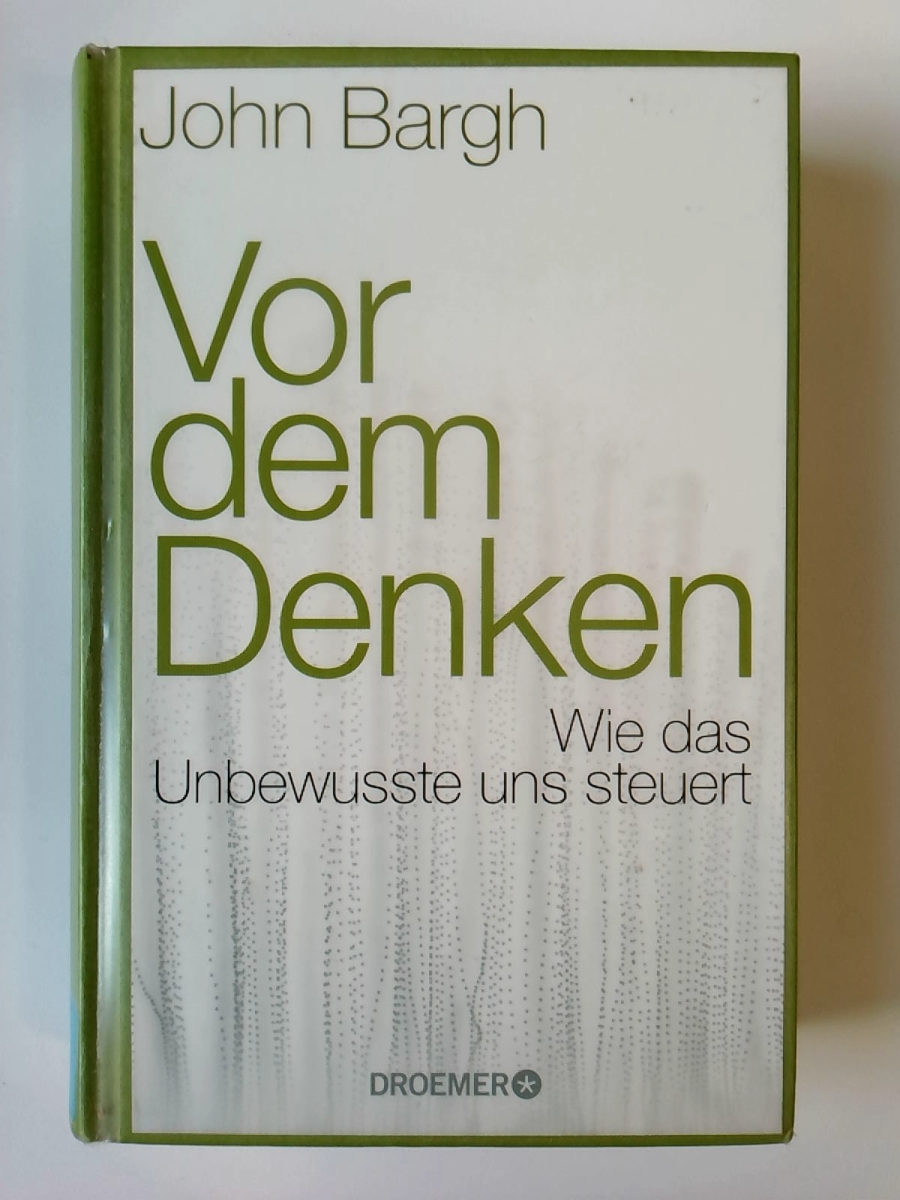 John Bargh
Vor
dem
Denken
Wie das
Unbewusste uns steuert
DROEMER